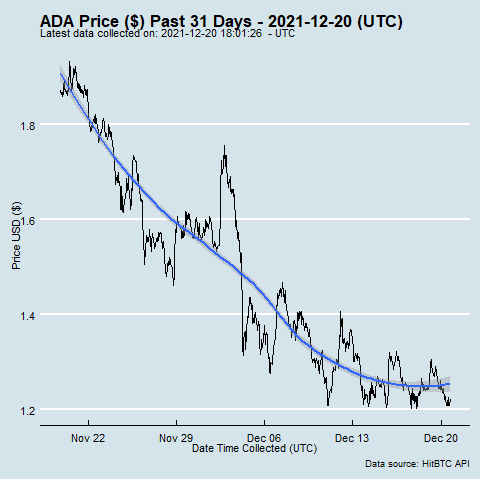 ADA Price ($) Past 31 Days - 2021-12-20 (UTC)
Latest data collected on: 2021-12-20 18:01:26 - UTC
1.8
1.6
1.4
1.2
Price USD ($)
Nov 22 Nov 29 Dec 06 Dec 13 Dec 20
Date Time Collected (UTC)
Data source: HitBTC API